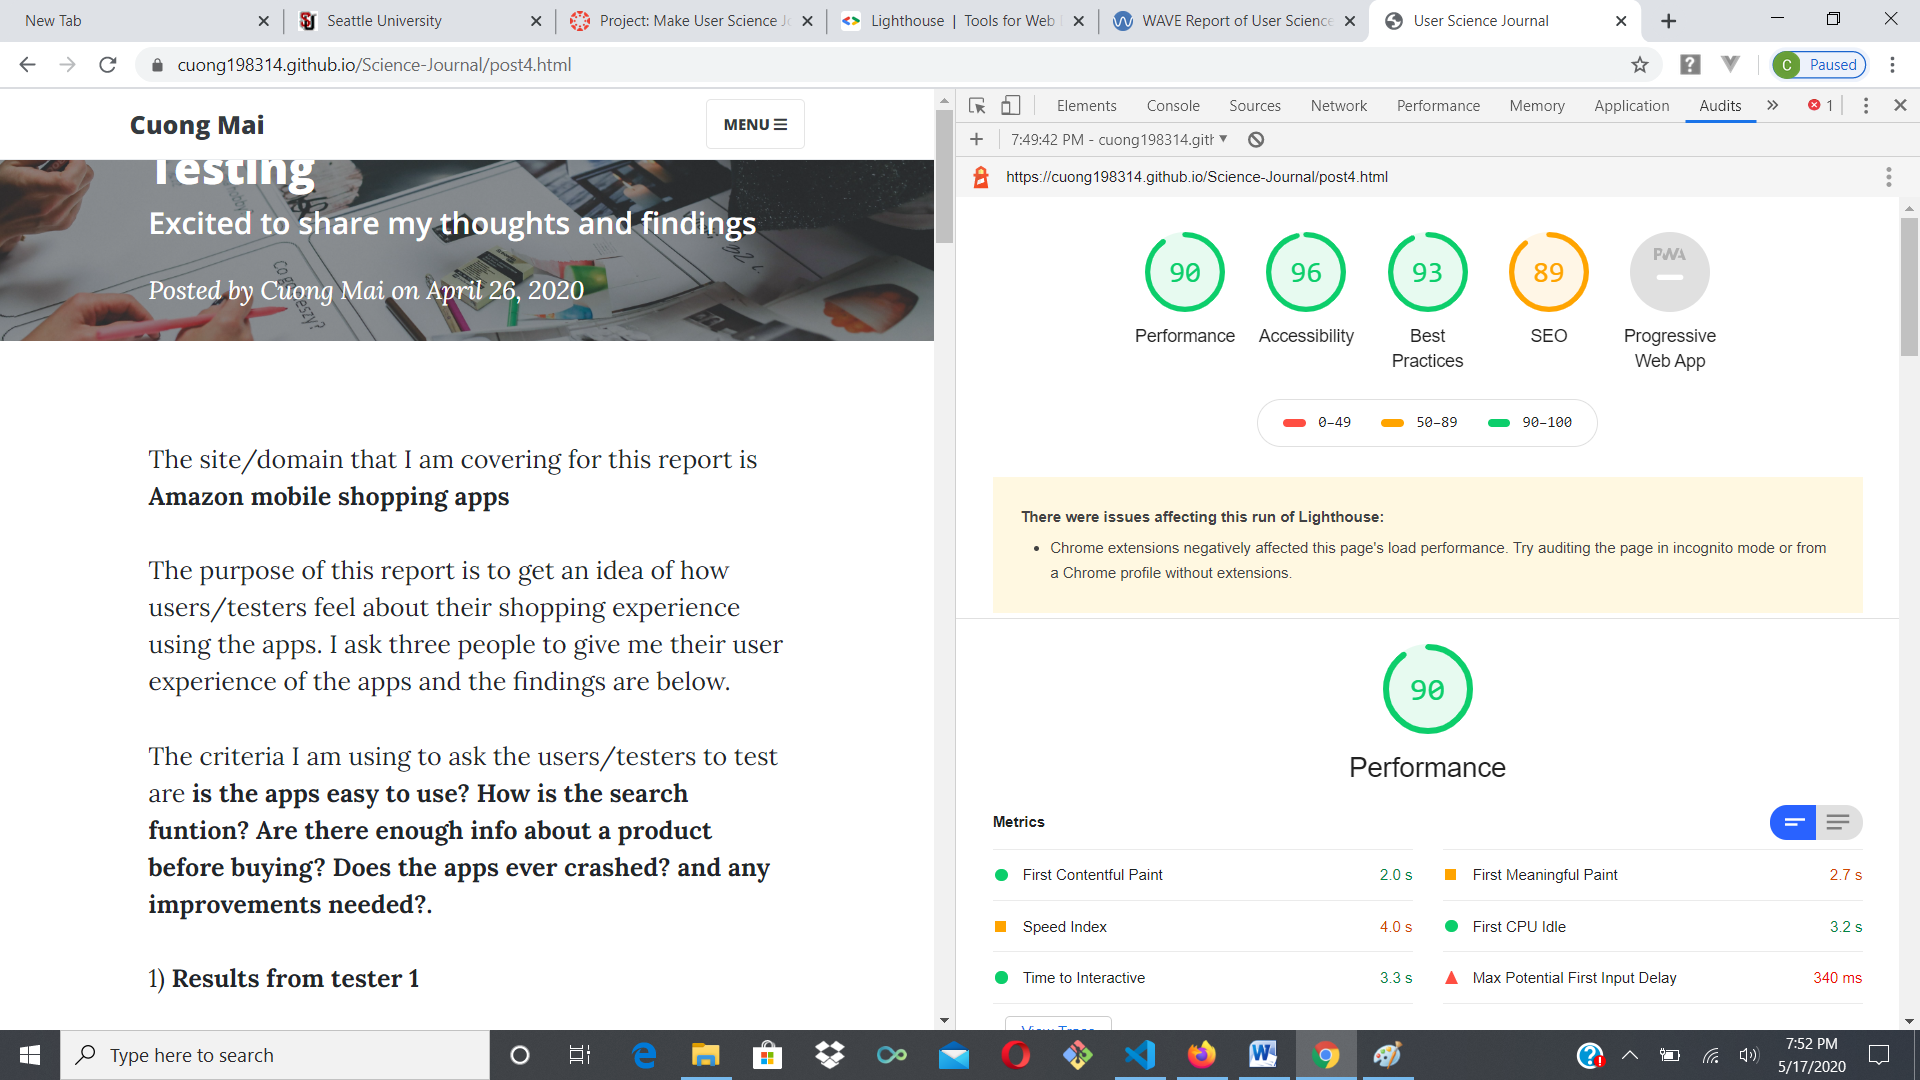 New Tab
Seattle University
Project: Make User Science Jo
Lighthouse | Tools for Web
WAVE Report of User Science
User Science Journal
cuong198314.github.io/Science-Journal/post4.html
C Paused
Cuong Mai
MENU
Testing
Excited to share my thoughts and findings
Posted by Cuong Mai on April 26, 2020
The site/domain that I am covering for this report is
Amazon mobile shopping apps
The purpose of this report is to get an idea of how
users/testers feel about their shopping experience
using the apps. I ask three people to give me their user
experience of the apps and the findings are below.
The criteria I am using to ask the users/testers to test
are is the apps easy to use? How is the search
funtion? Are there enough info about a product
before buying? Does the apps ever crashed? and any
improvements needed?.
1) Results from tester 1
Elements Console Sources Network Performance Memory Application Audits 1
7:49:42 PM - cuong198314.gith
https://cuong198314.github.io/Science-Journal/post4.html
90 96 93 89 PWA
Performance Accessibility Best Practices SEO Progressive Web App
0–49 50–89 90–100
There were issues affecting this run of Lighthouse:
Chrome extensions negatively affected this page's load performance. Try auditing the page in incognito mode or from
a Chrome profile without extensions.
90
Performance
Metrics
First Contentful Paint 2.0 s
First Meaningful Paint 2.7 s
Speed Index 4.0 s
First CPU Idle 3.2 s
Time to Interactive 3.3 s
Max Potential First Input Delay 340 ms
View Trace
Type here to search
7:52 PM
5/17/2020